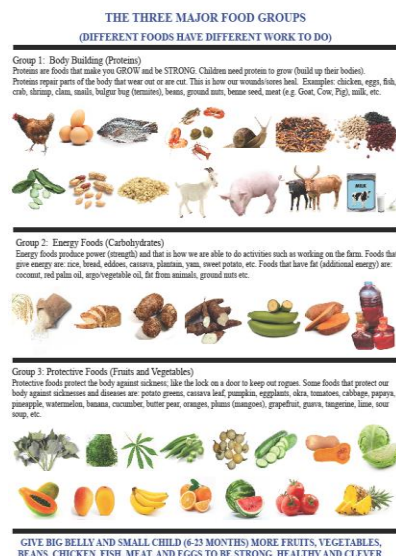 THE THREE MAJOR FOOD GROUPS
(DIFFERENT FOODS HAVE DIFFERENT WORK TO DO)
Group 1: Body Building (Proteins)
Proteins are foods that make you GROW and be STRONG. Children need protein to grow (build up their bodies).
Proteins repair parts of the body that wear out or are cut. This is how our wounds/sores heal. Examples: chicken, eggs, fish,
crab, shrimp, clam, snails, bulgur bug (termites), beans, ground nuts, benne seed, meat (e.g. Goat, Cow, Pig), milk, etc.
MILK
Group 2: Energy Foods (Carbohydrates)
Energy foods produce power (strength) and that is how we are able to do activities such as working on the farm. Foods that
give energy are: rice, bread, eddoes, cassava, plantain, yam, sweet potato, etc. Foods that have fat (additional energy) are:
coconut, red palm oil, argo/vegetable oil, fat from animals, ground nuts etc.
Group 3: Protective Foods (Fruits and Vegetables)
Protective foods protect the body against sickness; like the lock on a door to keep out rogues. Some foods that protect our
body against sicknesses and diseases are: potato greens, cassava leaf, pumpkin, eggplants, okra, tomatoes, cabbage, papaya,
pineapple, watermelon, banana, cucumber, butter pear, oranges, plums (mangoes), grapefruit, guava, tangerine, lime, sour
soup, etc.
GIVE BIG BELLY AND SMALL CHILD (6-23 MONTHS) MORE FRUITS, VEGETABLES,
BEANS, CHICKEN, FISH, MEAT, AND EGGS TO BE STRONG, HEALTHY AND CLEVER